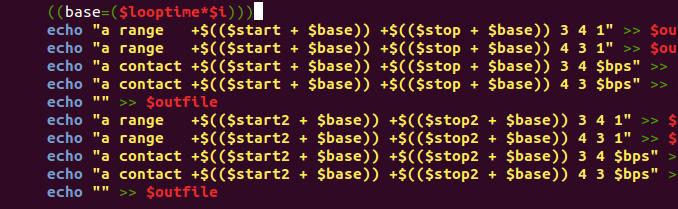 ((base=($looptime*$i)))
echo "a range   +$(($start + $base)) +$(($stop + $base)) 3 4 1" >> $ou
echo "a range   +$(($start + $base)) +$(($stop + $base)) 4 3 1" >> $ou
echo "a contact +$(($start + $base)) +$(($stop + $base)) 3 4 $bps" >>
echo "a contact +$(($start + $base)) +$(($stop + $base)) 4 3 $bps" >>
echo "" >> $outfile
echo "a range   +$(($start2 + $base)) +$(($stop2 + $base)) 3 4 1" >> $
echo "a range   +$(($start2 + $base)) +$(($stop2 + $base)) 4 3 1" >> $
echo "a contact +$(($start2 + $base)) +$(($stop2 + $base)) 3 4 $bps" >
echo "a contact +$(($start2 + $base)) +$(($stop2 + $base)) 4 3 $bps" >
echo "" >> $outfile